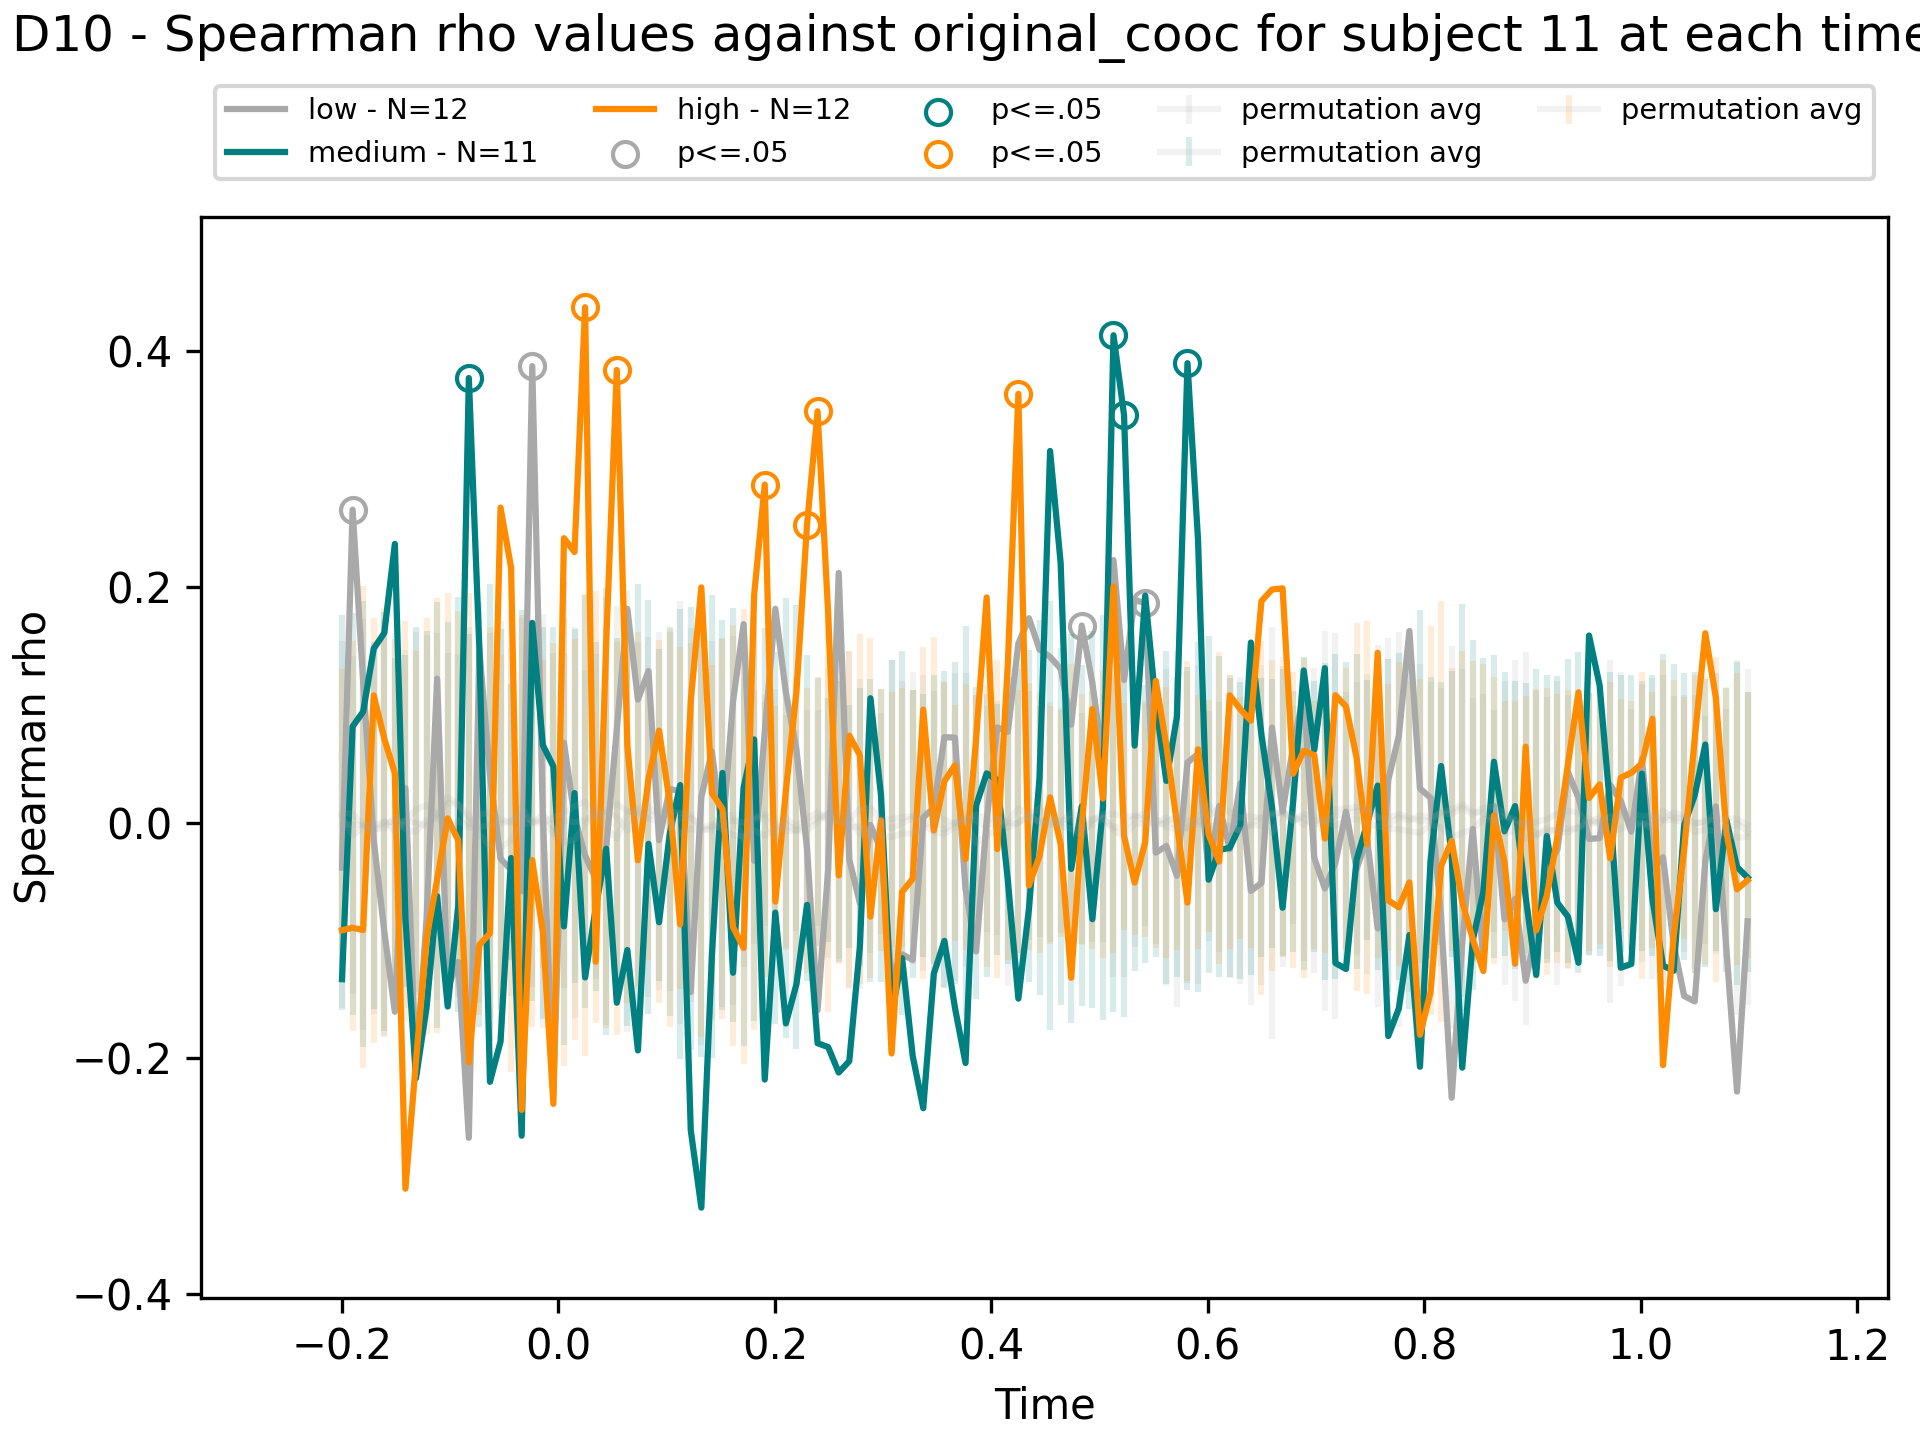 D10 - Spearman rho values against original_cooc for subject 11 at each time
low - N=12
medium - N=11
high - N=12
p<=.05
p<=.05
p<=.05
permutation avg
permutation avg
permutation avg
Spearman rho
0.4
0.2
0.0
−0.2
−0.4
−0.2 0.0 0.2 0.4 0.6 0.8 1.0 1.2
Time